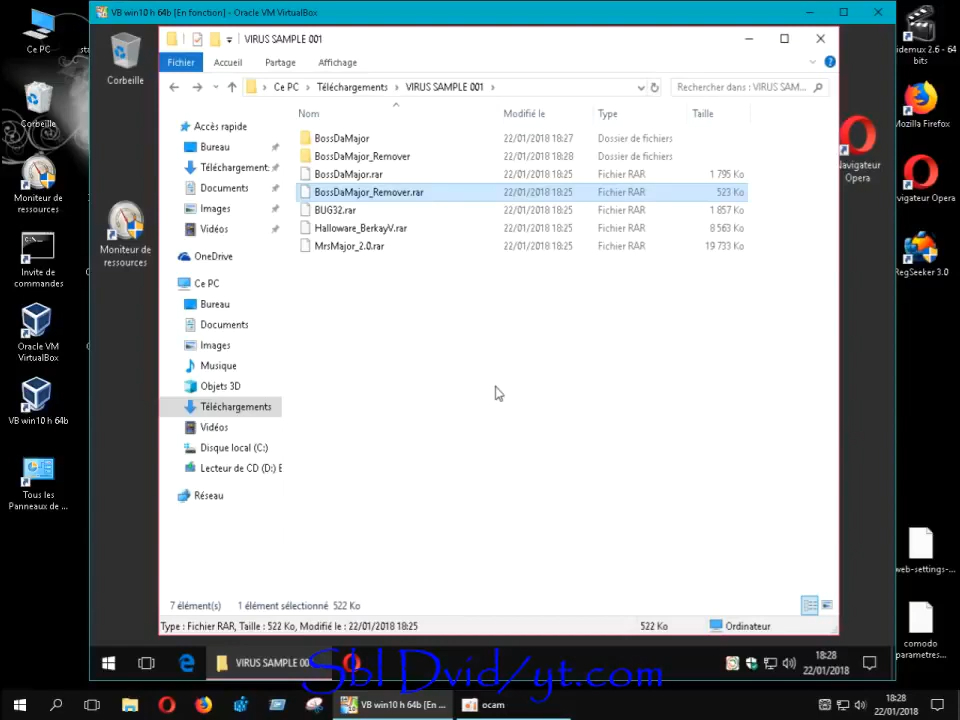 VB win10 h 64b [En fonction] - Oracle VM VirtualBox
VIRUS SAMPLE 001
Fichier
Accueil
Partage
Affichage
Ce PC > Téléchargements > VIRUS SAMPLE 001 >
Rechercher dans : VIRUS SAM...
Nom
Modifié le
Type
Taille
BossDaMajor 22/01/2018 18:27 Dossier de fichiers
BossDaMajor_Remover 22/01/2018 18:28 Dossier de fichiers
BossDaMajor.rar 22/01/2018 18:25 Fichier RAR 1 795 Ko
BossDaMajor_Remover.rar 22/01/2018 18:25 Fichier RAR 523 Ko
BUG32.rar 22/01/2018 18:25 Fichier RAR 1 857 Ko
Halloware_BerkayV.rar 22/01/2018 18:25 Fichier RAR 8 563 Ko
MrsMajor_2.0.rar 22/01/2018 18:25 Fichier RAR 19 733 Ko
Accès rapide
Bureau
Téléchargement:
Documents
Images
Vidéos
OneDrive
Ce PC
Bureau
Documents
Images
Musique
Objets 3D
Téléchargements
Vidéos
Disque local (C:)
Lecteur de CD (D:) E
Réseau
7 élément(s)
1 élément sélectionné 522 Ko
Type : Fichier RAR, Taille : 522 Ko, Modifié le : 22/01/2018 18:25
522 Ko
Ordinateur
Ce PC
Corbeille
Moniteur de
ressources
Invite de
commandes
Oracle VM
VirtualBox
VB win10 h 64b
Tous les
Panneaux de ...
Corbeille
Moniteur de
ressources
idemux 2.6 - 64
bits
Mozilla Firefox
Navigateur
Opera
vigateur Opera
RegSeeker 3.0
web-settings-...
comodo
parametres...
VIRUS SAMPLE 00
18:28
22/01/2018
Sbl Dvid/yt.com
VB win10 h 64b [En ...
ocam
18:28
22/01/2018